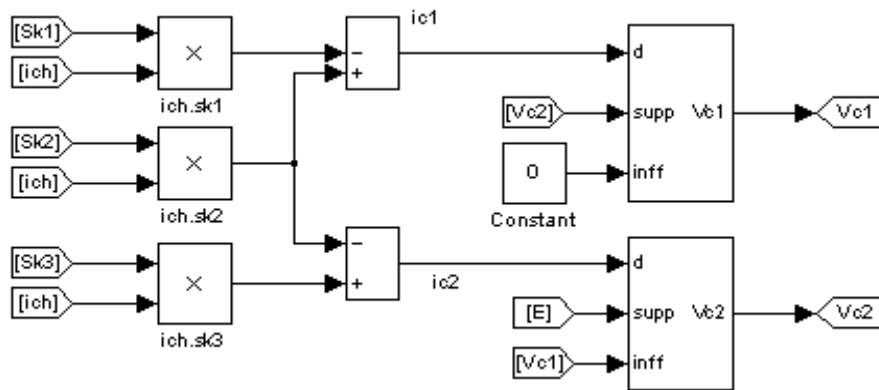 [Sk1]
[ich]
×
ich.sk1
−
+
ic1
d
[Vc2]
supp
Vc1
Vc1
0
inff
Constant
[Sk2]
[ich]
×
ich.sk2
[Sk3]
[ich]
×
ich.sk3
−
+
ic2
d
[E]
supp
Vc2
Vc2
[Vc1]
inff